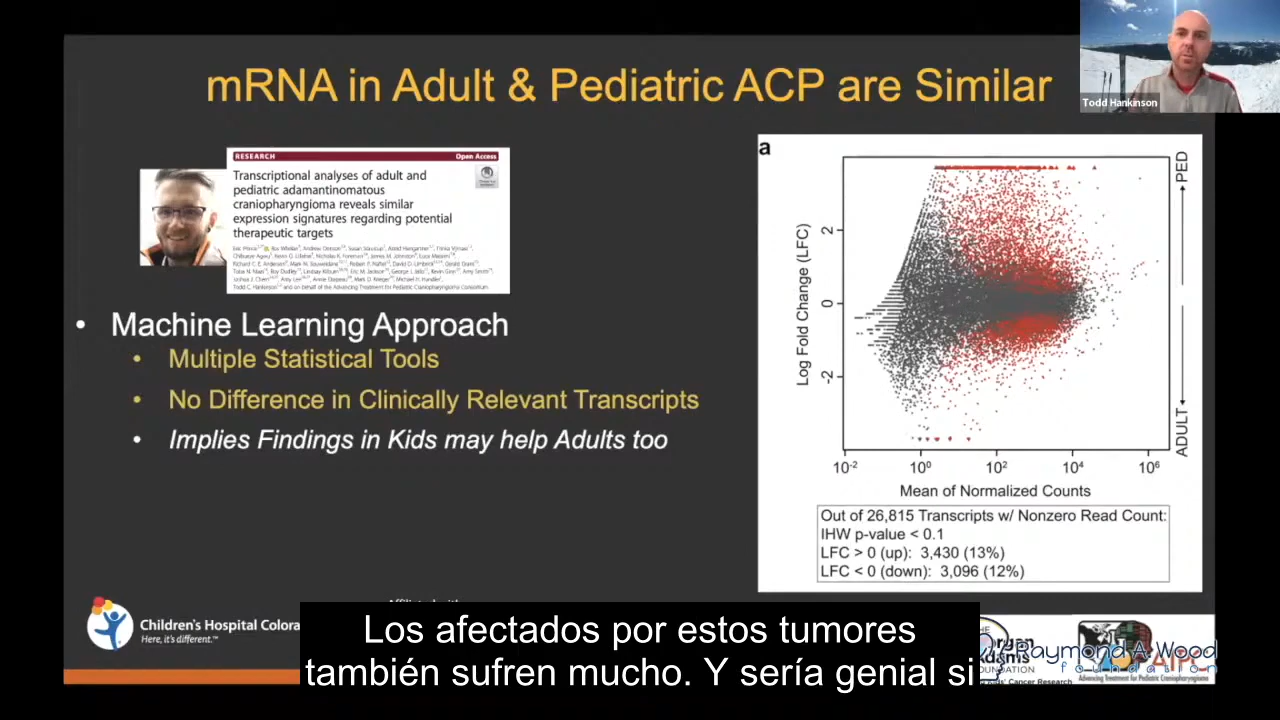 mRNA in Adult & Pediatric ACP are Similar
Todd Hankinson
RESEARCH
Open Access
Transcriptional analyses of adult and
pediatric adamantinomatous
craniopharyngioma reveals similar
expression signatures regarding potential
therapeutic targets
Todd C. Hankinson and on behalf of the Advancing Treatment for Pediatric Craniopharyngioma Consortium
• Machine Learning Approach
• Multiple Statistical Tools
• No Difference in Clinically Relevant Transcripts
• Implies Findings in Kids may help Adults too
a
PED
ADULT
Log Fold Change (LFC)
2
0
-2
10-2
100
102
104
106
Mean of Normalized Counts
Out of 26,815 Transcripts w/ Nonzero Read Count:
IHW p-value < 0.1
LFC > 0 (up): 3,430 (13%)
LFC < 0 (down): 3,096 (12%)
Children's Hospital Colora
Here, it's different.™
Los afectados por estos tumores
también sufren mucho. Y sería genial si
Raymond A Wood
foundation
Advancing Treatment for Pediatric Craniopharyngioma